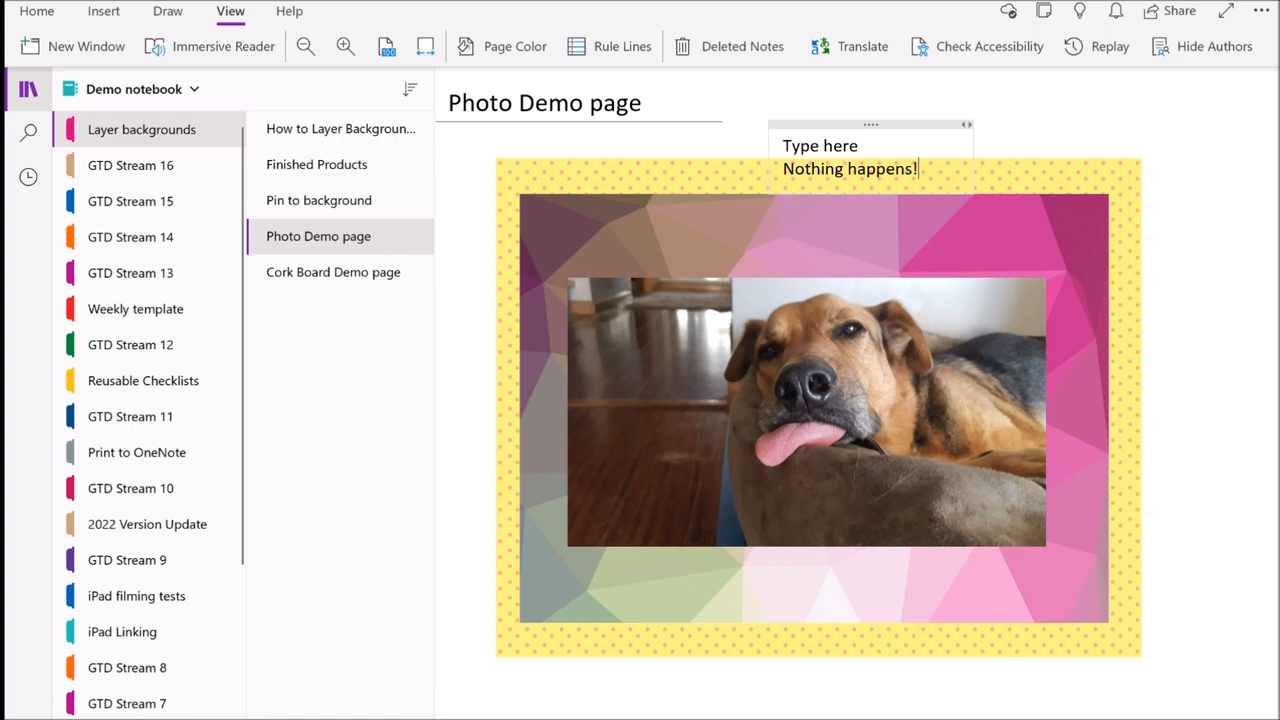 Home Insert Draw View Help Share
New Window Immersive Reader 100 Page Color Rule Lines Deleted Notes Translate Check Accessibility Replay Hide Authors
Demo notebook
Layer backgrounds
GTD Stream 16
GTD Stream 15
GTD Stream 14
GTD Stream 13
Weekly template
GTD Stream 12
Reusable Checklists
GTD Stream 11
Print to OneNote
GTD Stream 10
2022 Version Update
GTD Stream 9
iPad filming tests
iPad Linking
GTD Stream 8
GTD Stream 7
How to Layer Backgroun...
Finished Products
Pin to background
Photo Demo page
Cork Board Demo page
Photo Demo page
Type here
Nothing happens!